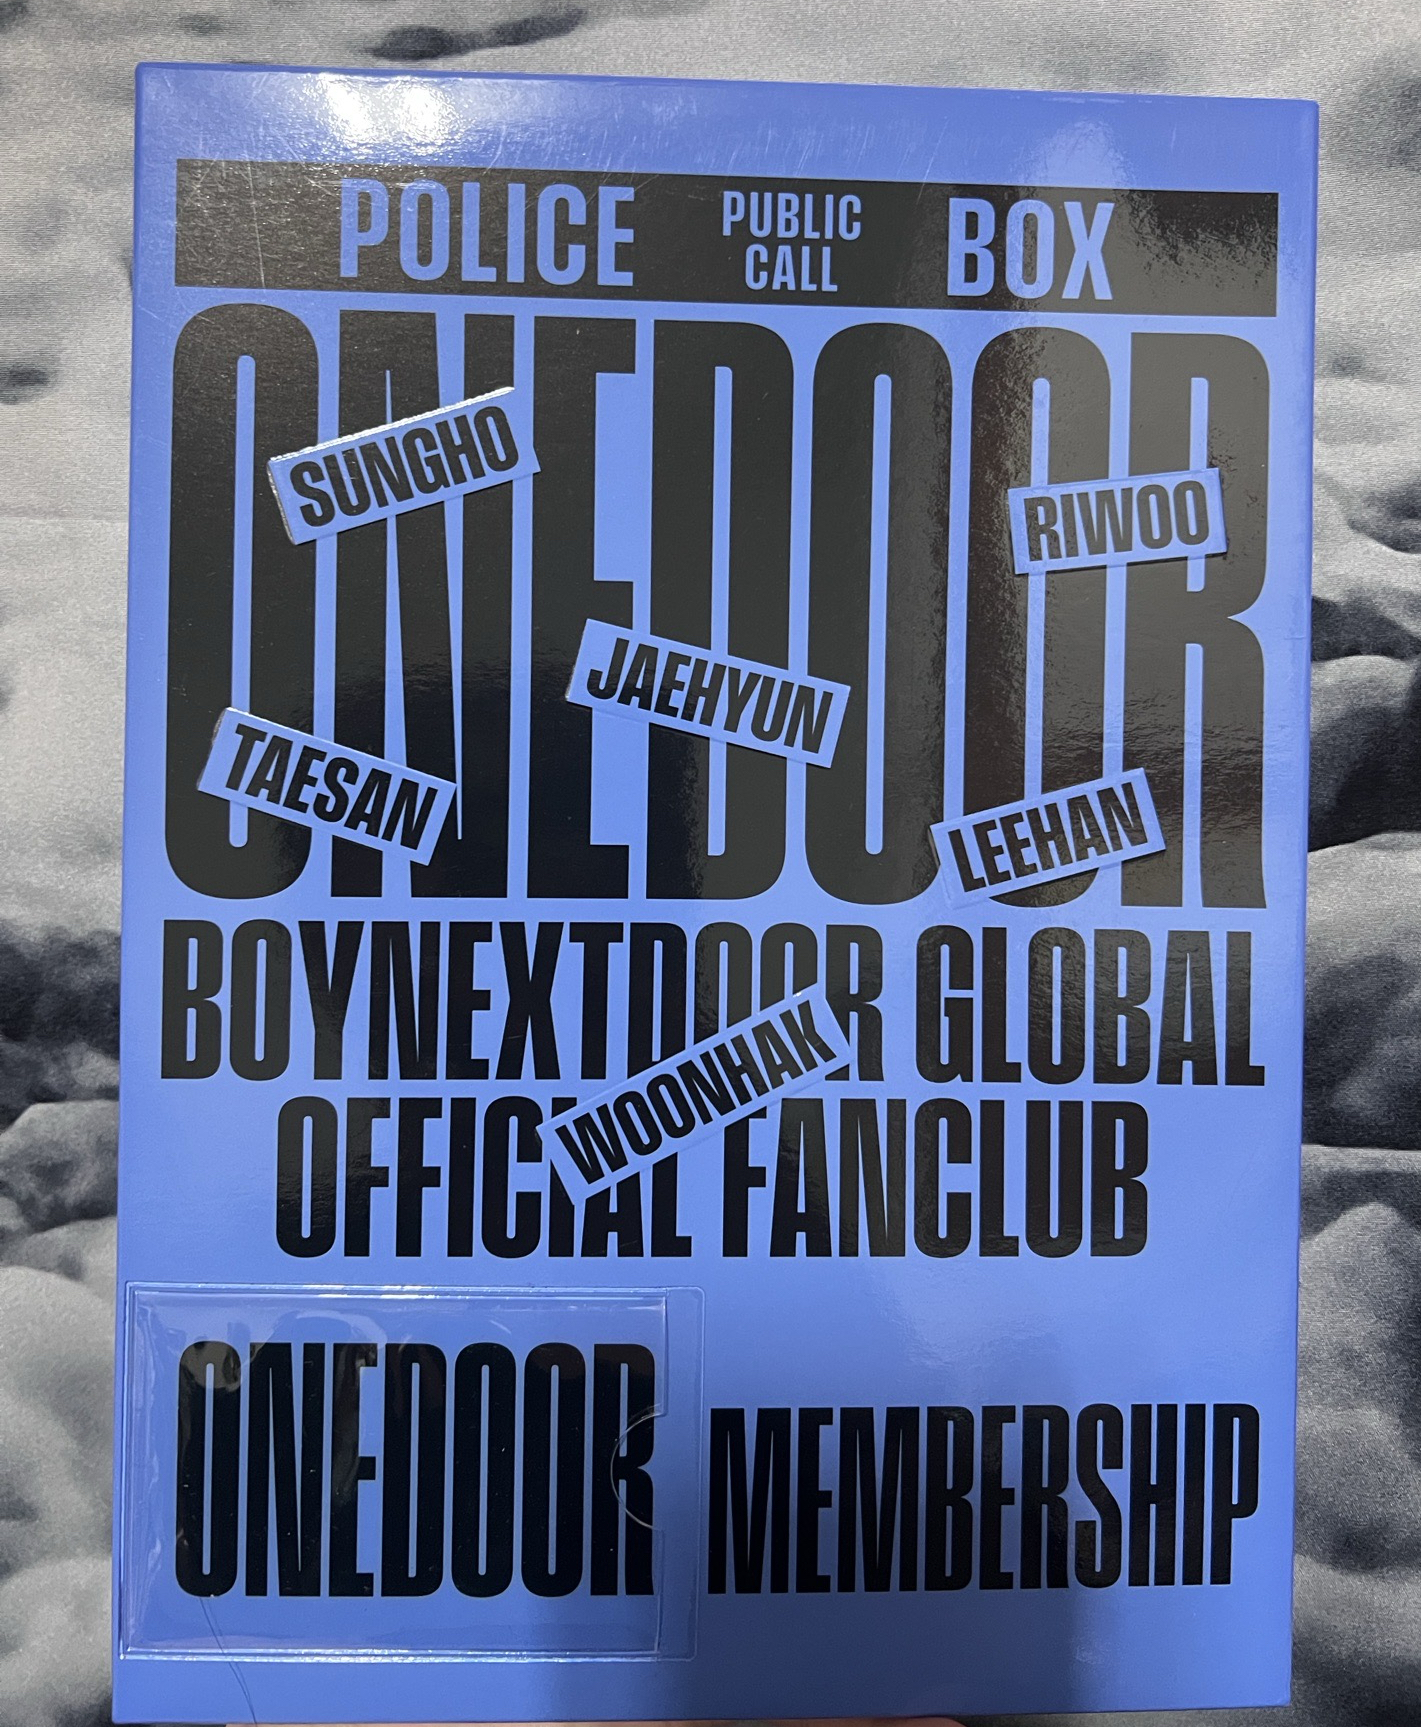 POLICE PUBLIC CALL BOX
ONEDOOR
SUNGHO
RIWOO
JAEHYUN
TAESAN
LEEHAN
BOYNEXTDOOR GLOBAL
WOONHAK
OFFICIAL FANCLUB
ONEDOOR MEMBERSHIP